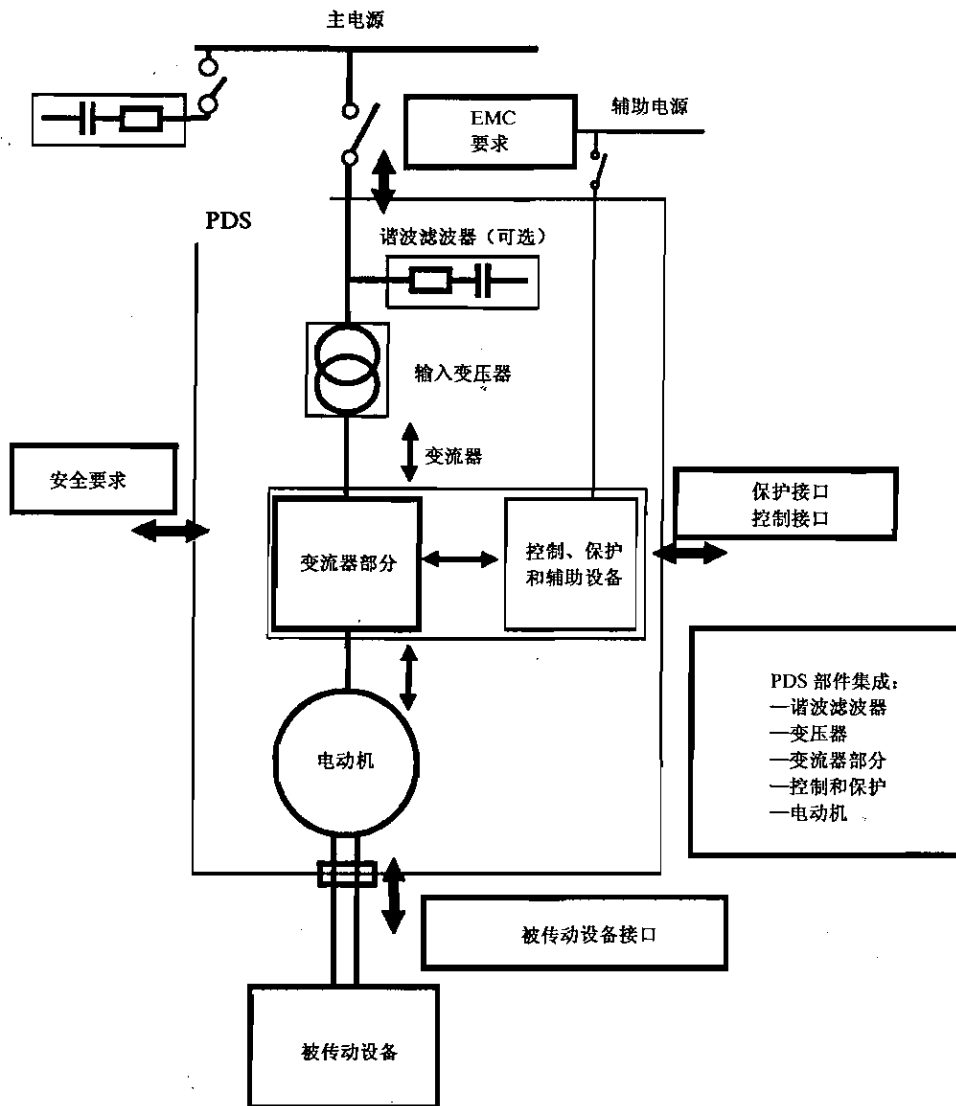 主电源
EMC
要求
辅助电源
PDS
谐波滤波器（可选）
输入变压器
变流器
安全要求
变流器部分
控制、保护
和辅助设备
保护接口
控制接口
PDS 部件集成：
—谐波滤波器
—变压器
—变流器部分
—控制和保护
—电动机
电动机
被传动设备接口
被传动设备